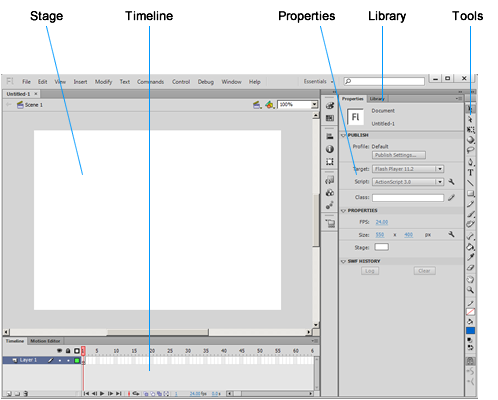 Stage Timeline Properties Library Tools
Fl File Edit View Insert Modify Text Commands Control Debug Window Help Essentials
Untitled-1 ×
Scene 1 100%
Properties Library
Fl Document
Untitled-1
PUBLISH
Profile: Default
Publish Settings...
Target: Flash Player 11.2
Script: ActionScript 3.0
Class:
PROPERTIES
FPS: 24.00
Size: 550 x 400 px
Stage:
SWF HISTORY
Log Clear
Timeline Motion Editor
1 5 10 15 20 25 30 35 40 45 50 55 60 6
Layer 1
1 24.00 fps 0.0 s